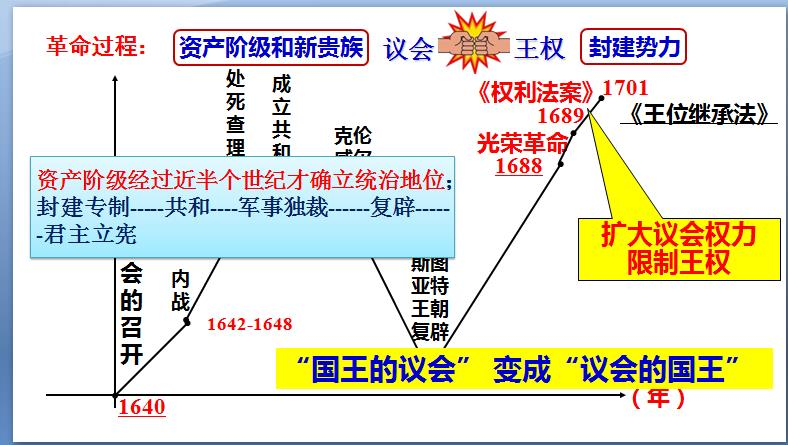 革命过程：
资产阶级和新贵族 议会 王权 封建势力
处死查理
成立共和
克伦
《权利法案》
1689
1701
《王位继承法》
光荣革命
1688
资产阶级经过近半个世纪才确立统治地位；
封建专制-----共和----军事独裁------复辟-----
-君主立宪
扩大议会权力
限制王权
会的召开
内战
1642-1648
斯图
亚特
王朝
复辟
“国王的议会” 变成“议会的国王”
1640
（年）